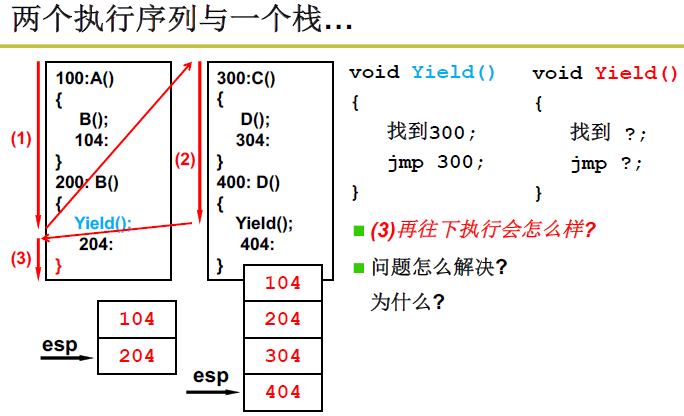 两个执行序列与一个栈...
(1)
100:A()
{
B();
104:
}
200: B()
{
Yield();
204:
}
(2)
300:C()
{
D();
304:
}
400: D()
{
Yield();
404:
}
(3)
void Yield()
{
找到300;
jmp 300;
}
void Yield()
{
找到 ?;
jmp ?;
}
(3)再往下执行会怎么样?
问题怎么解决?
为什么?
esp
104
204
esp
104
204
304
404